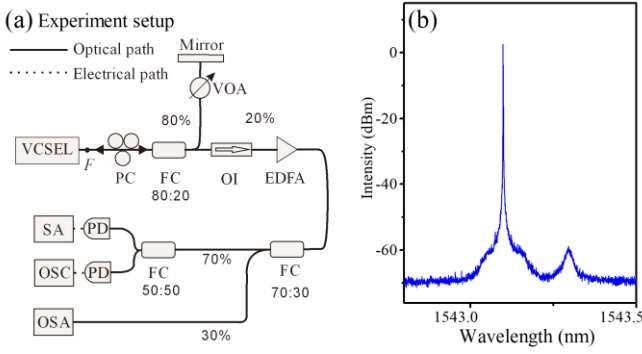 (a) Experiment setup
Optical path
Electrical path
Mirror
VOA
80%
20%
VCSEL
F
PC
FC
80:20
OI
EDFA
SA
PD
OSC
PD
FC
50:50
70%
FC
70:30
OSA
30%
(b)
Intensity (dBm)
0
-20
-40
-60
1543.0
1543.5
Wavelength (nm)